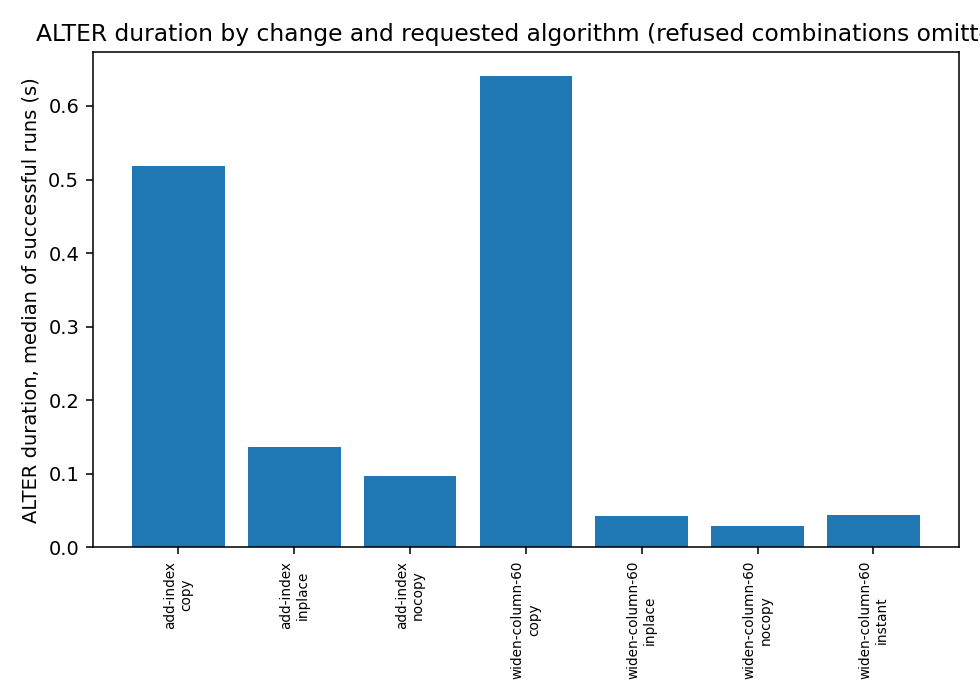 ALTER duration by change and requested algorithm (refused combinations omitt
ALTER duration, median of successful runs (s)
0.6
0.5
0.4
0.3
0.2
0.1
0.0
add-index
copy
add-index
inplace
add-index
nocopy
widen-column-60
copy
widen-column-60
inplace
widen-column-60
nocopy
widen-column-60
instant